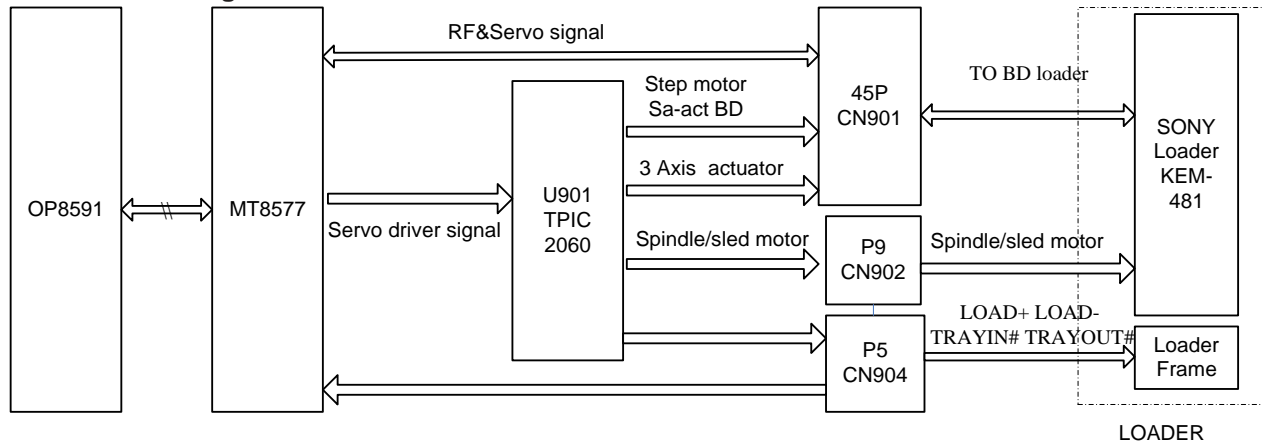 RF&Servo signal
OP8591
MT8577
Servo driver signal
U901
TPIC
2060
Step motor
Sa-act BD
3 Axis actuator
Spindle/sled motor
45P
CN901
P9
CN902
P5
CN904
TO BD loader
Spindle/sled motor
LOAD+ LOAD-
TRAYIN# TRAYOUT#
SONY
Loader
KEM-
481
Loader
Frame
LOADER